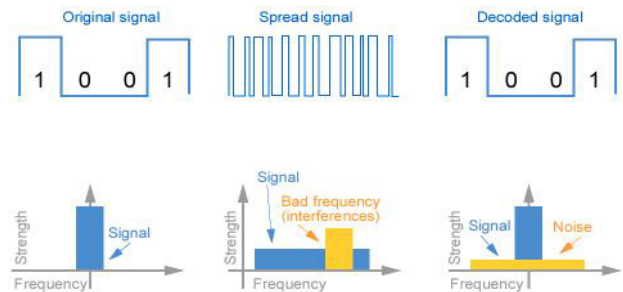 Original signal
Spread signal
Decoded signal
1 0 0 1
1 0 0 1
Strength
Signal
Frequency
Strength
Signal
Bad frequency
(interferences)
Frequency
Strength
Signal
Noise
Frequency